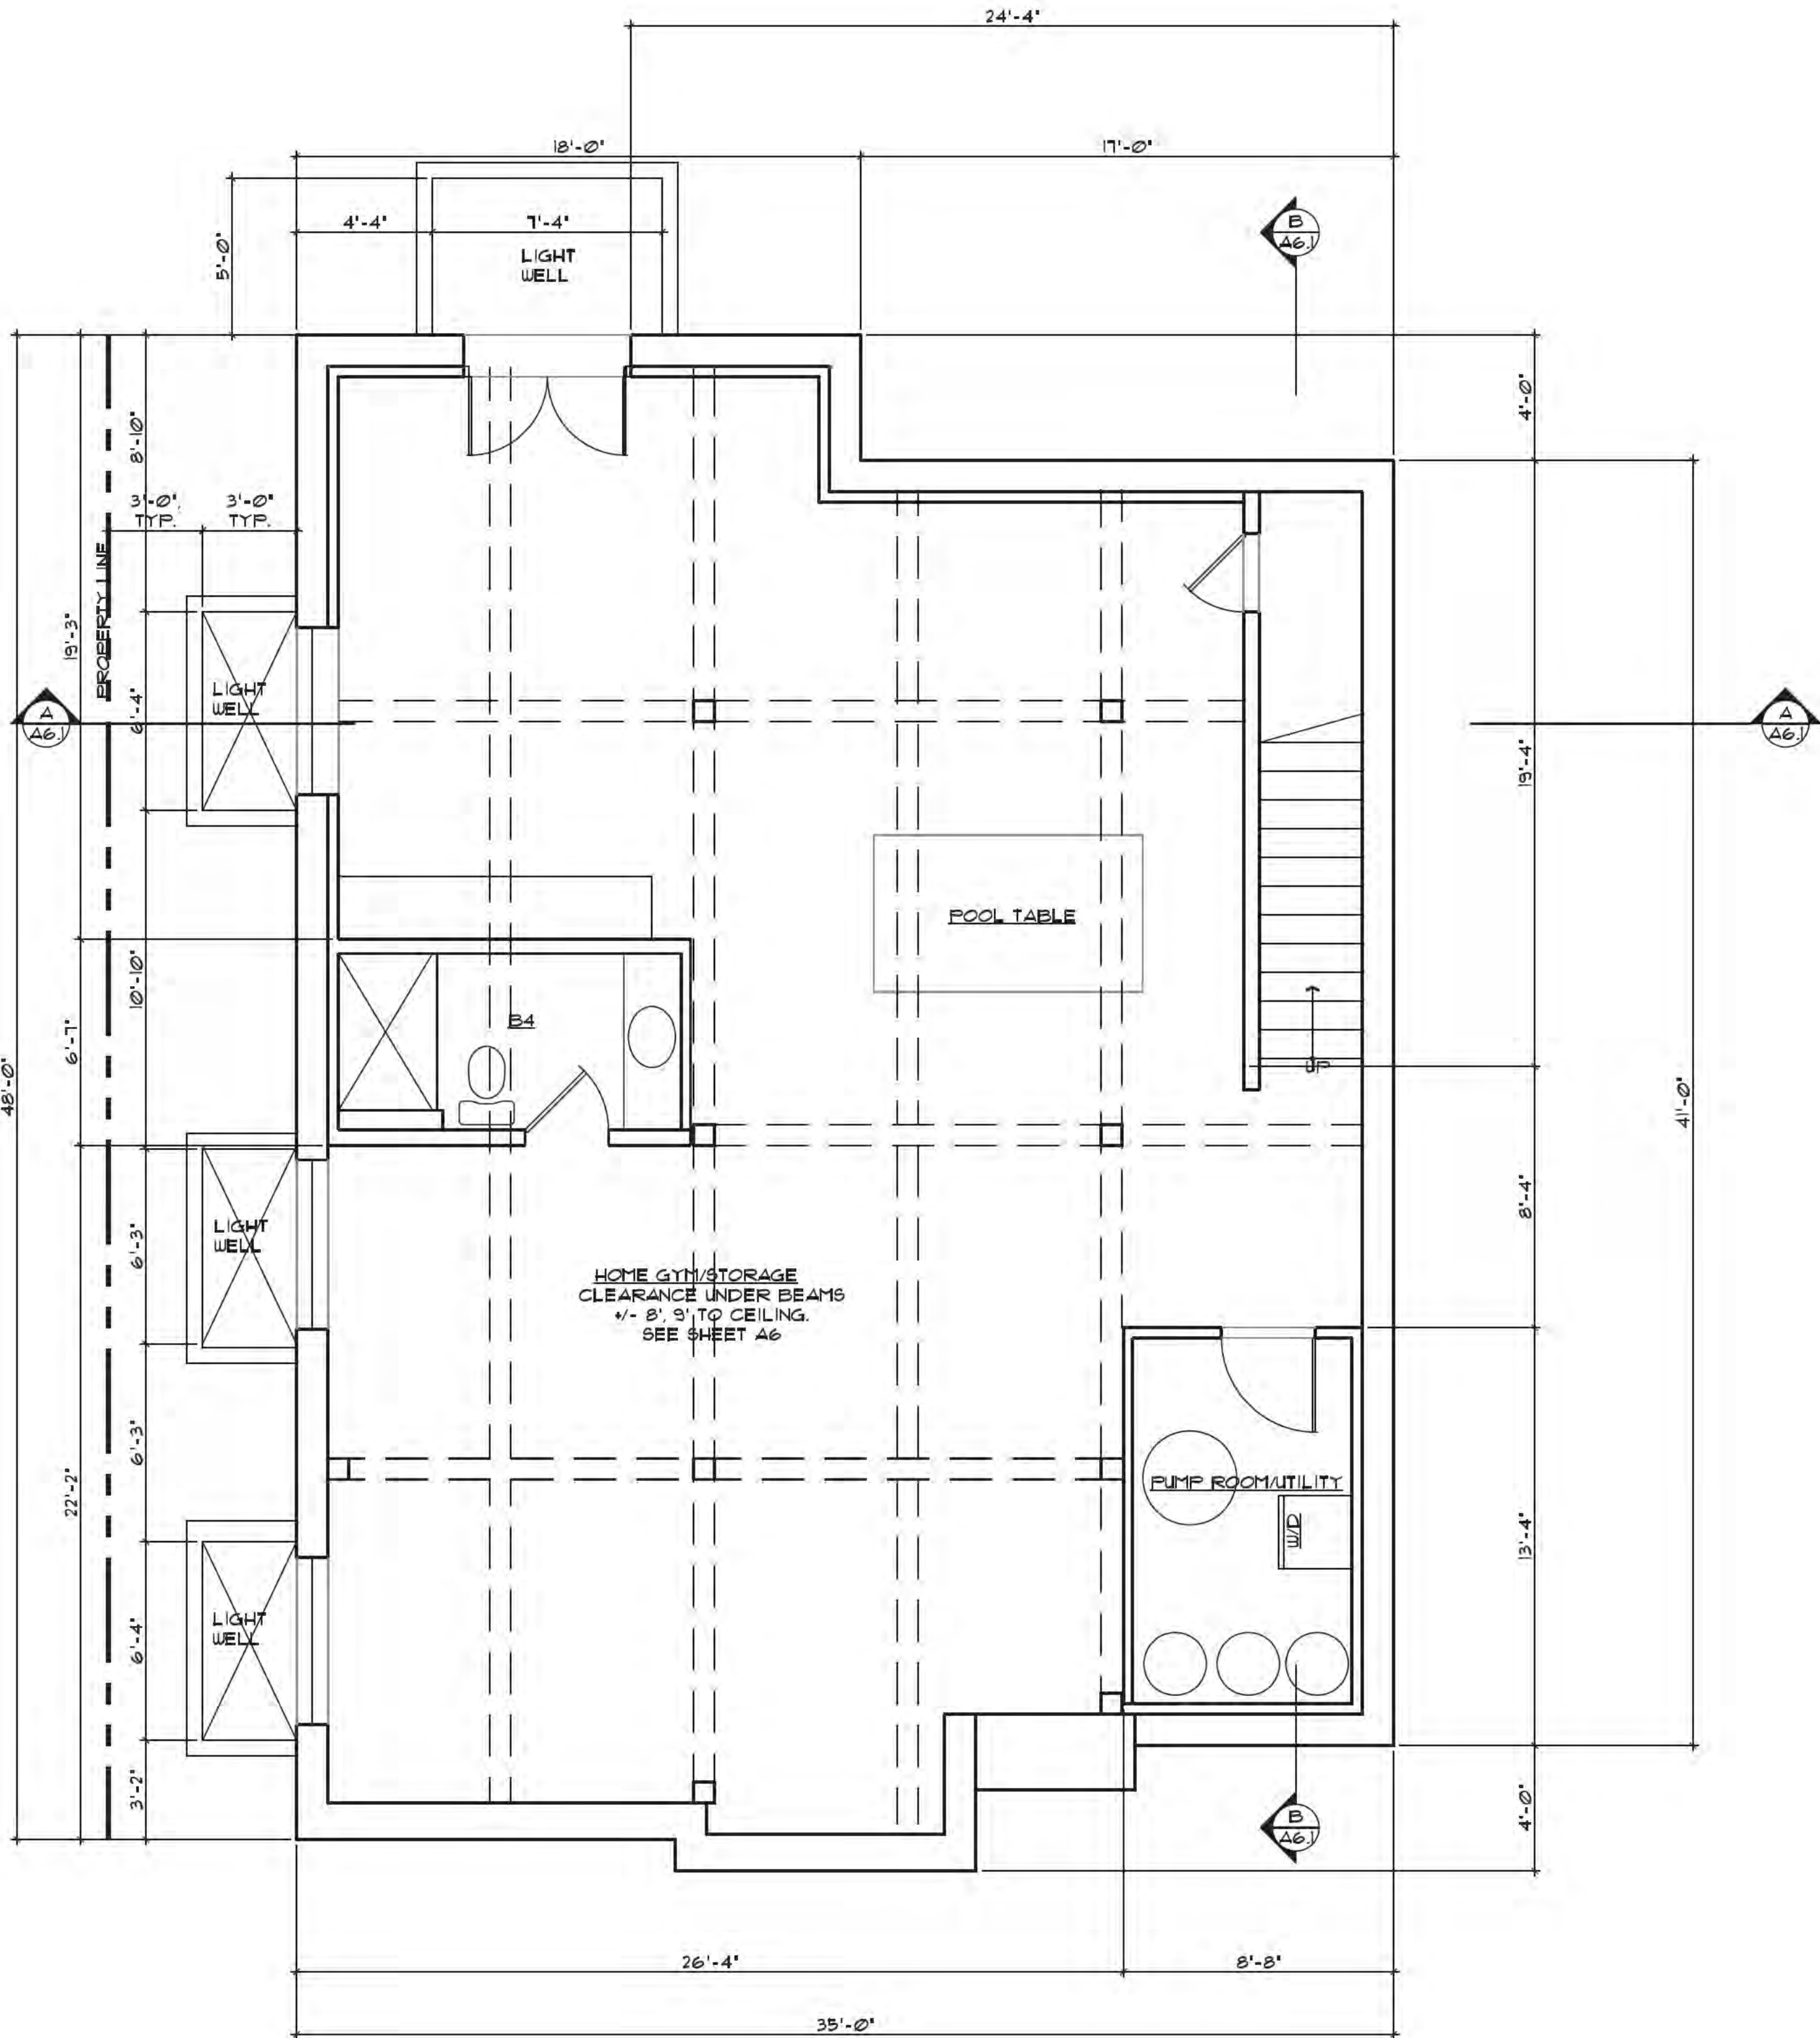 24'-4"
18'-0"
17'-0"
4'-4"
7'-4"
5'-0"
LIGHT
WELL
B
A6.1
4'-0"
8'-10"
3'-0"
TYP.
3'-0"
TYP.
PROPERTY LINE
19'-3"
6'-4"
LIGHT
WELL
A
A6.1
A
A6.1
19'-4"
POOL TABLE
10'-10"
B4
6'-7"
48'-0"
UP
41'-0"
8'-4"
LIGHT
WELL
6'-3"
HOME GYM/STORAGE
CLEARANCE UNDER BEAMS
+/- 8', 9' TO CEILING.
SEE SHEET A6
6'-3"
22'-2"
PUMP ROOM/UTILITY
W/D
13'-4"
LIGHT
WELL
6'-4"
3'-2"
B
A6.1
4'-0"
26'-4"
8'-8"
35'-0"